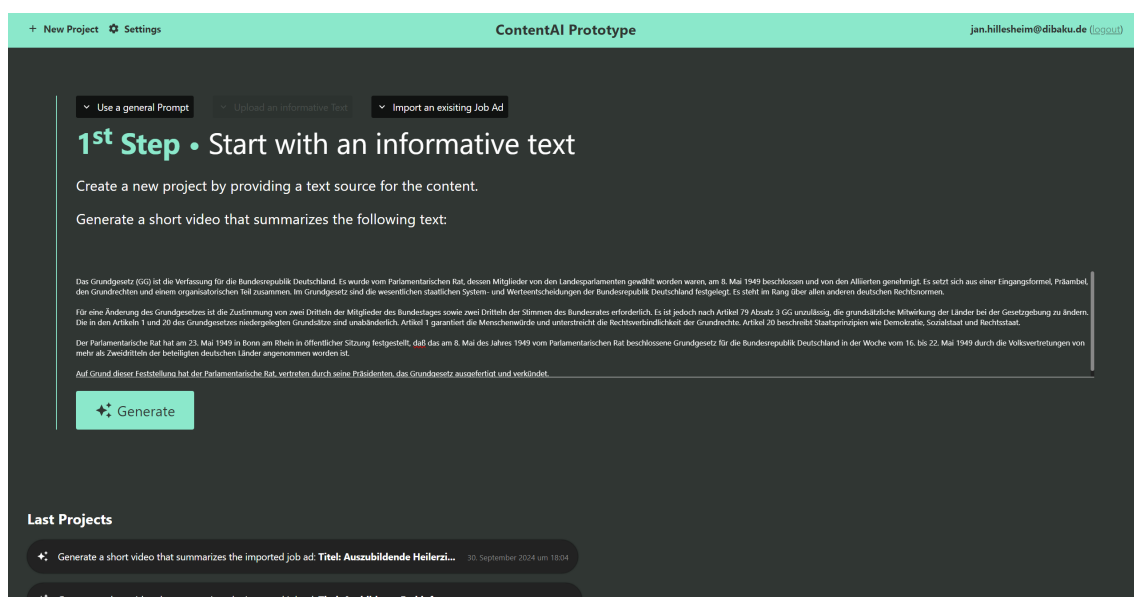 + New Project Settings
ContentAI Prototype
jan.hillesheim@dibaku.de (logout)
Use a general Prompt
Upload an informative Text
Import an exisiting Job Ad
1st Step • Start with an informative text
Create a new project by providing a text source for the content.
Generate a short video that summarizes the following text:
Das Grundgesetz (GG) ist die Verfassung für die Bundesrepublik Deutschland. Es wurde vom Parlamentarischen Rat, dessen Mitglieder von den Landesparlamenten gewählt worden waren, am 8. Mai 1949 beschlossen und von den Alliierten genehmigt. Es setzt sich aus einer Eingangsformel, Präambel,
den Grundrechten und einem organisatorischen Teil zusammen. Im Grundgesetz sind die wesentlichen staatlichen System- und Werteentscheidungen der Bundesrepublik Deutschland festgelegt. Es steht im Rang über allen anderen deutschen Rechtsnormen.
Für eine Änderung des Grundgesetzes ist die Zustimmung von zwei Dritteln der Mitglieder des Bundestages sowie zwei Dritteln der Stimmen des Bundesrates erforderlich. Es ist jedoch nach Artikel 79 Absatz 3 GG unzulässig, die grundsätzliche Mitwirkung der Länder bei der Gesetzgebung zu ändern.
Die in den Artikeln 1 und 20 des Grundgesetzes niedergelegten Grundsätze sind unabänderlich. Artikel 1 garantiert die Menschenwürde und unterstreicht die Rechtsverbindlichkeit der Grundrechte. Artikel 20 beschreibt Staatsprinzipien wie Demokratie, Sozialstaat und Rechtsstaat.
Der Parlamentarische Rat hat am 23. Mai 1949 in Bonn am Rhein in öffentlicher Sitzung festgestellt, daß das am 8. Mai des Jahres 1949 vom Parlamentarischen Rat beschlossene Grundgesetz für die Bundesrepublik Deutschland in der Woche vom 16. bis 22. Mai 1949 durch die Volksvertretungen von
mehr als Zweidritteln der beteiligten deutschen Länder angenommen worden ist.
Auf Grund dieser Feststellung hat der Parlamentarische Rat, vertreten durch seine Präsidenten, das Grundgesetz ausgefertigt und verkündet.
Generate
Last Projects
Generate a short video that summarizes the imported job ad: Titel: Auszubildende Heilerzi... 30. September 2024 um 18:04